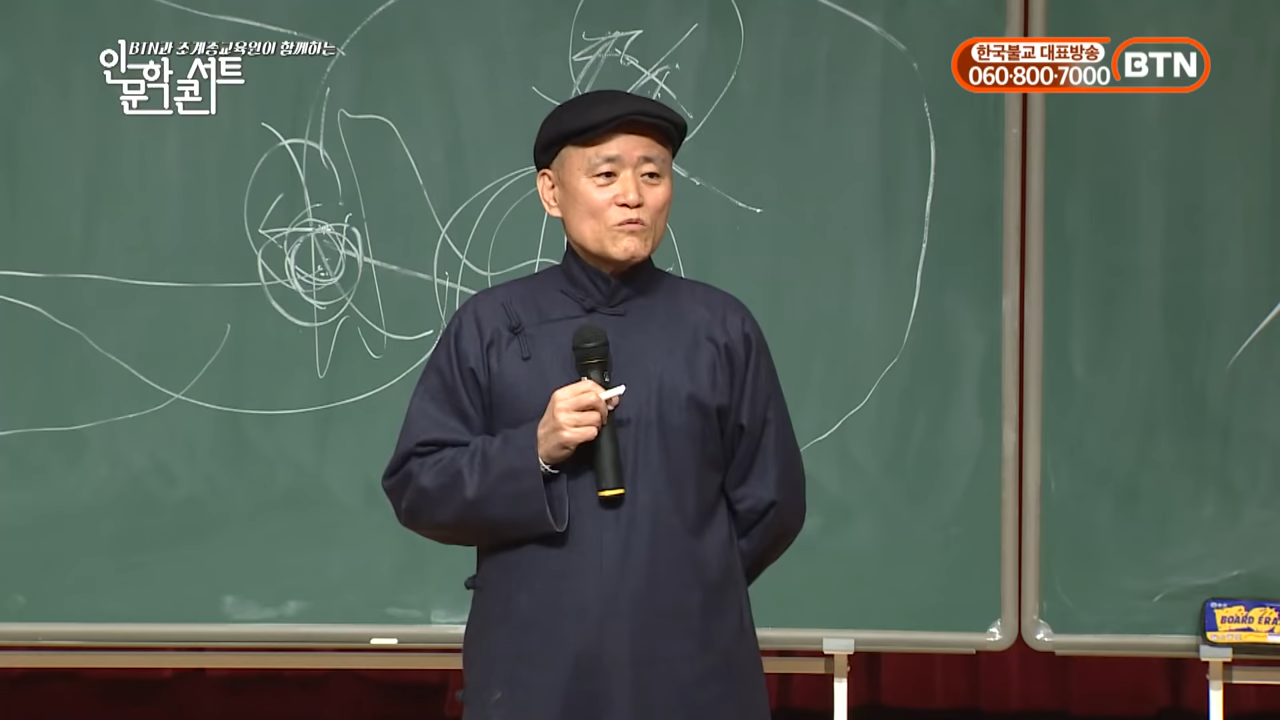 BTN과 조계종교육원이 함께하는
인문학 콘서트
한국불교 대표방송
060·800·7000
BTN
BOARD ERA